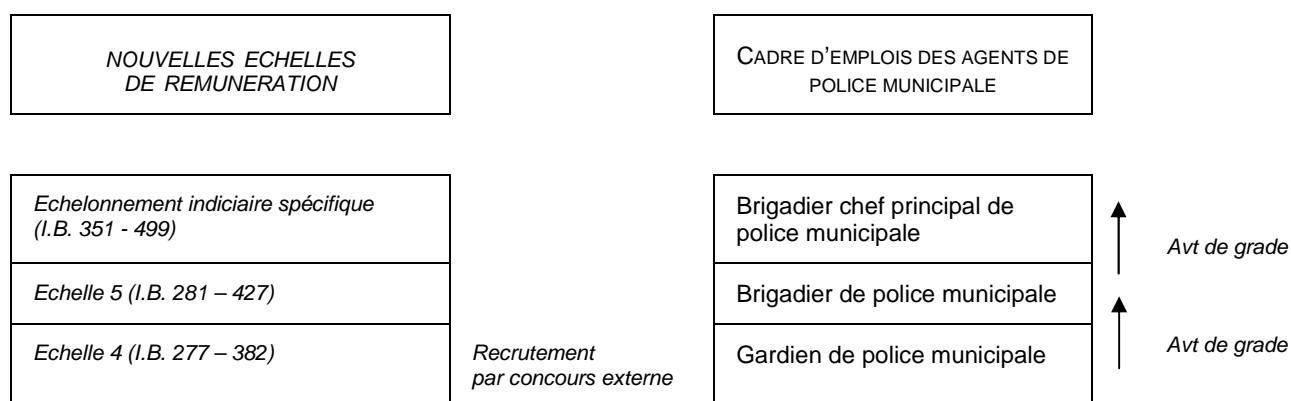 NOUVELLES ECHELLES
DE REMUNERATION
CADRE D’EMPLOIS DES AGENTS DE
POLICE MUNICIPALE
Echelonnement indiciaire spécifique
(I.B. 351 - 499)
Brigadier chef principal de
police municipale
Avt de grade
Echelle 5 (I.B. 281 – 427)
Brigadier de police municipale
Echelle 4 (I.B. 277 – 382)
Recrutement
par concours externe
Gardien de police municipale
Avt de grade